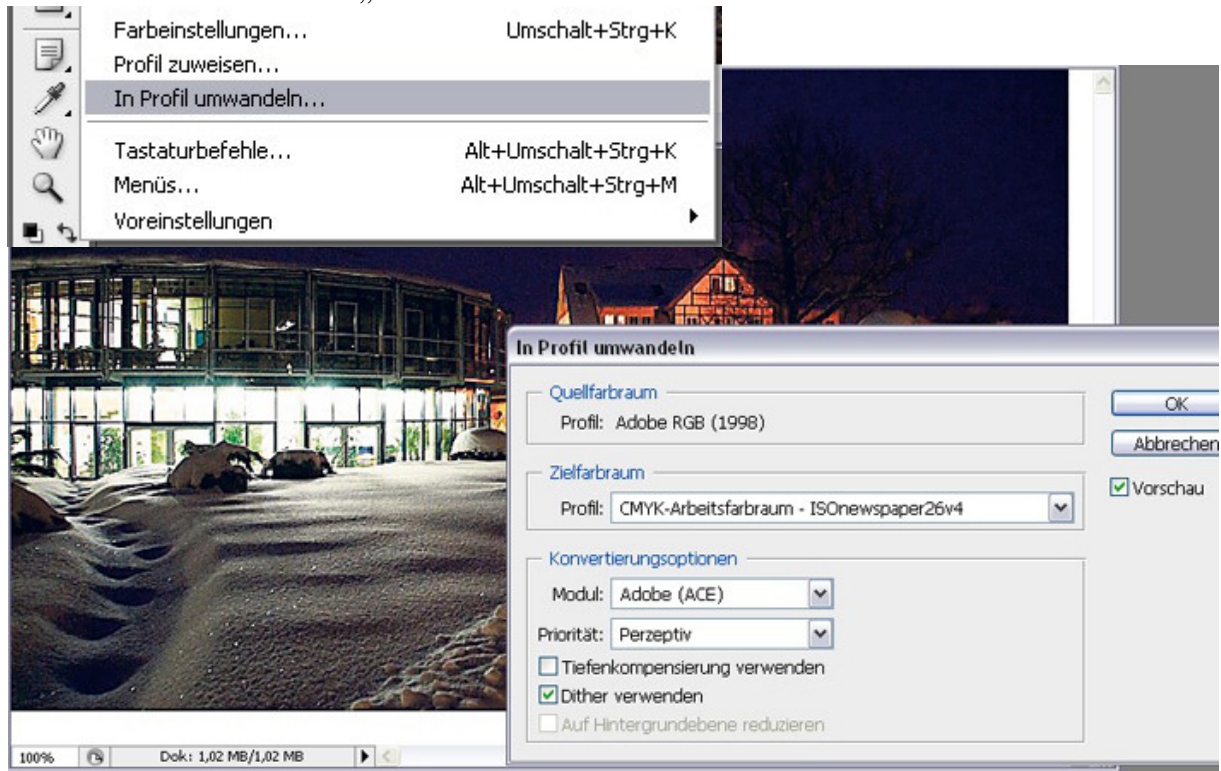 „
Farbeinstellungen... Umschalt+Strg+K
Profil zuweisen...
In Profil umwandeln...
Tastaturbefehle... Alt+Umschalt+Strg+K
Menüs... Alt+Umschalt+Strg+M
Voreinstellungen
In Profil umwandeln
Quellfarbraum
Profil: Adobe RGB (1998)
OK
Abbrechen
Zielfarbraum
Profil: CMYK-Arbeitsfarbraum - ISOnewspaper26v4
Vorschau
Konvertierungsoptionen
Modul: Adobe (ACE)
Priorität: Perzeptiv
Tiefenkompensierung verwenden
Dither verwenden
Auf Hintergrundebene reduzieren
100% Dok: 1,02 MB/1,02 MB